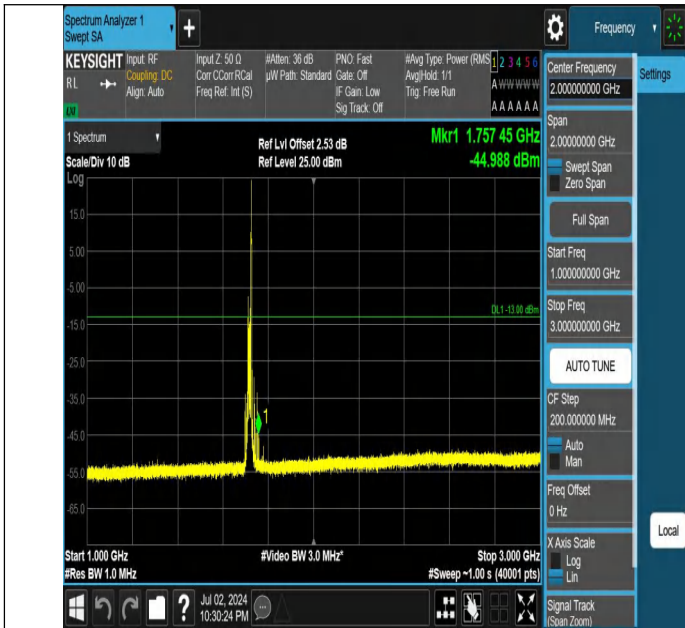 Spectrum Analyzer 1
Swept SA
+
Frequency
KEYSIGHT
RL
LXI
Input: RF
Coupling: DC
Align: Auto
Input Z: 50 Ω
Corr CCorr RCal
Freq Ref: Int (S)
#Atten: 36 dB
µW Path: Standard
PNO: Fast
Gate: Off
IF Gain: Low
Sig Track: Off
#Avg Type: Power (RMS
Avg|Hold: 1/1
Trig: Free Run
1 2 3 4 5 6
A W W W W W
A A A A A A
1 Spectrum
Scale/Div 10 dB
Log
Ref Lvl Offset 2.53 dB
Ref Level 25.00 dBm
Mkr1 1.757 45 GHz
-44.988 dBm
15.0
5.00
-5.00
DL1 -13.00 dBm
-15.0
-25.0
-35.0
1
-45.0
-55.0
-65.0
Start 1.000 GHz
#Res BW 1.0 MHz
#Video BW 3.0 MHz*
Stop 3.000 GHz
#Sweep ~1.00 s (40001 pts)
?
Jul 02, 2024
10:30:24 PM
Center Frequency
2.000000000 GHz
Settings
Span
2.00000000 GHz
Swept Span
Zero Span
Full Span
Start Freq
1.000000000 GHz
Stop Freq
3.000000000 GHz
AUTO TUNE
CF Step
200.000000 MHz
Auto
Man
Freq Offset
0 Hz
Local
X Axis Scale
Log
Lin
Signal Track
(Span Zoom)